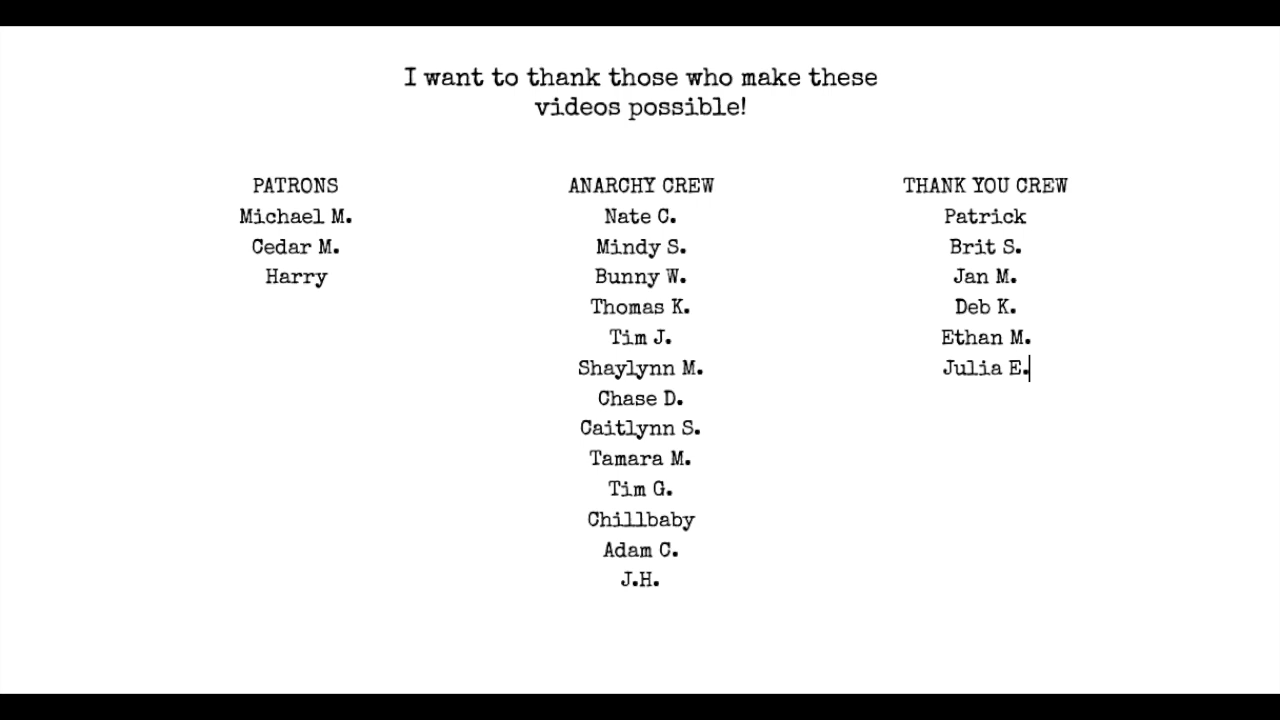 I want to thank those who make these
videos possible!
PATRONS
Michael M.
Cedar M.
Harry
ANARCHY CREW
Nate C.
Mindy S.
Bunny W.
Thomas K.
Tim J.
Shaylynn M.
Chase D.
Caitlynn S.
Tamara M.
Tim G.
Chillbaby
Adam C.
J.H.
THANK YOU CREW
Patrick
Brit S.
Jan M.
Deb K.
Ethan M.
Julia E.